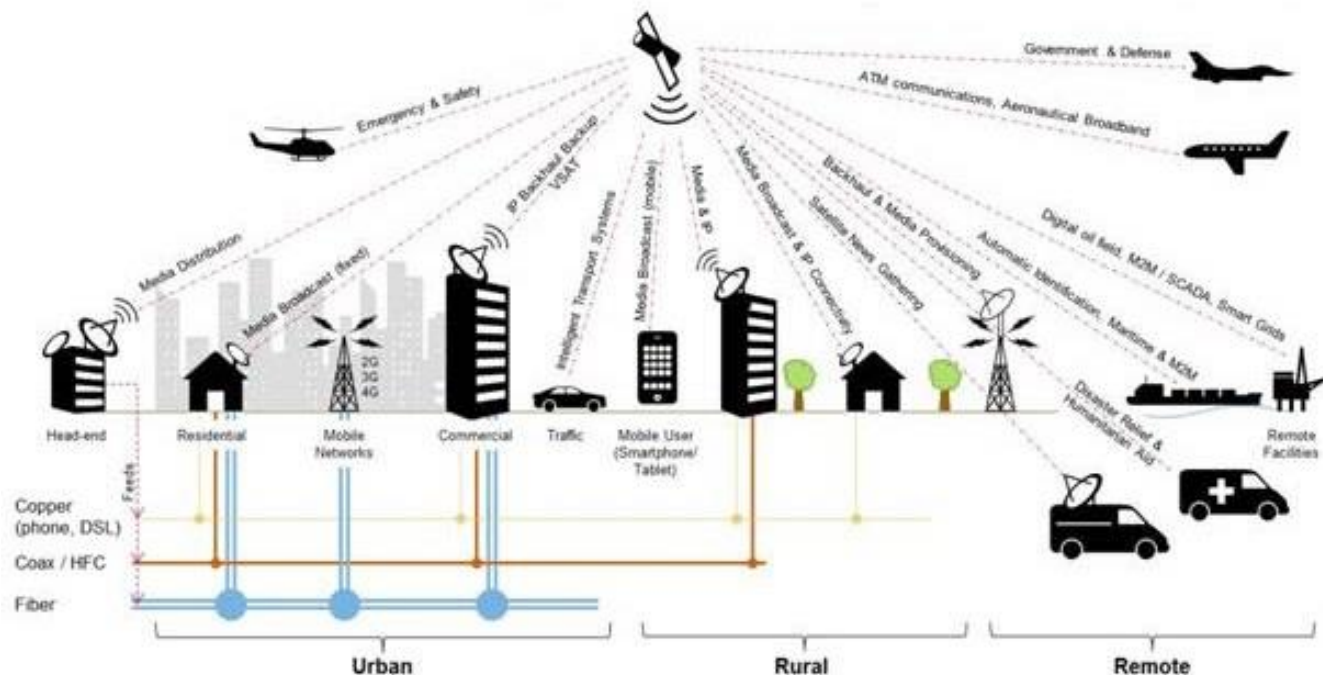 Government & Defense
ATM communications, Aeronautical Broadband
Emergency & Safety
IP Backhaul Backup
VSAT
Media Distribution
Media Broadcast (fixed)
Intelligent Transport Systems
Media Broadcast (mobile)
Media & IP
Media Broadcast & IP Connectivity
Satellite News Gathering
Backhaul & Media Provisioning
Automatic Identification, Maritime & M2M
Digital oil field, M2M / SCADA, Smart Grids
Disaster Relief &
Humanitarian Aid
2G
3G
4G
Head-end
Residential
Mobile
Networks
Commercial
Traffic
Mobile User
(Smartphone/
Tablet)
Remote
Facilities
Feeds
Copper
(phone, DSL)
Coax / HFC
Fiber
Urban
Rural
Remote